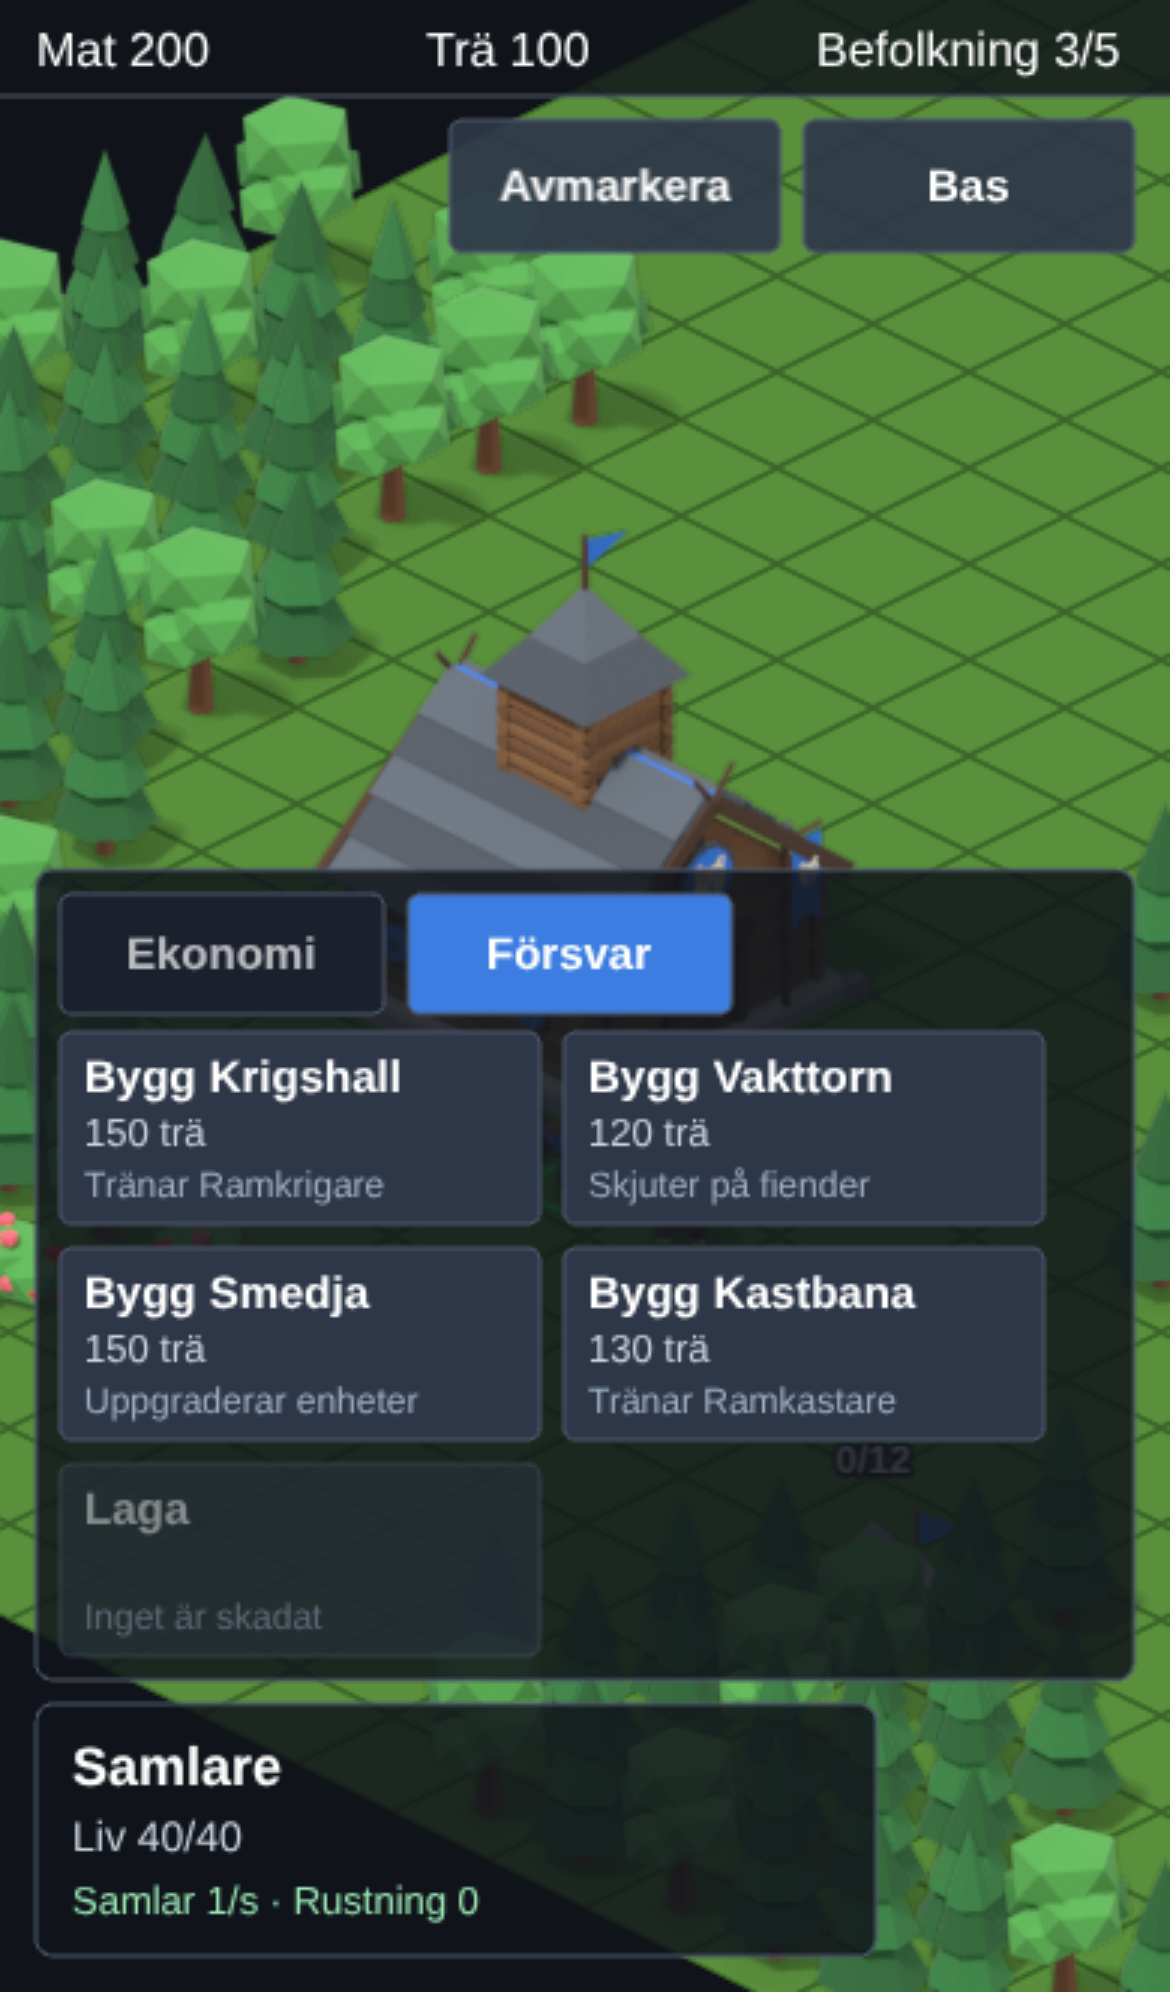 Mat 200
Trä 100
Befolkning 3/5
Avmarkera
Bas
Ekonomi
Försvar
Bygg Krigshall
150 trä
Tränar Ramkrigare
Bygg Vakttorn
120 trä
Skjuter på fiender
Bygg Smedja
150 trä
Uppgraderar enheter
Bygg Kastbana
130 trä
Tränar Ramkastare
0/12
Laga
Inget är skadat
Samlare
Liv 40/40
Samlar 1/s · Rustning 0